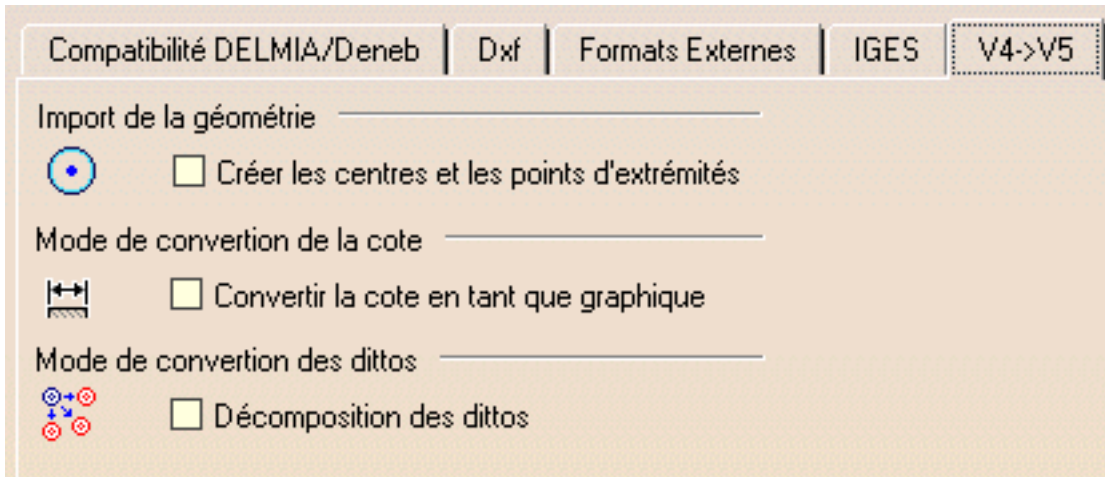 Compatibilité DELMIA/Deneb Dxf Formats Externes IGES V4->V5
Import de la géométrie
Créer les centres et les points d'extrémités
Mode de convertion de la cote
Convertir la cote en tant que graphique
Mode de convertion des dittos
Décomposition des dittos